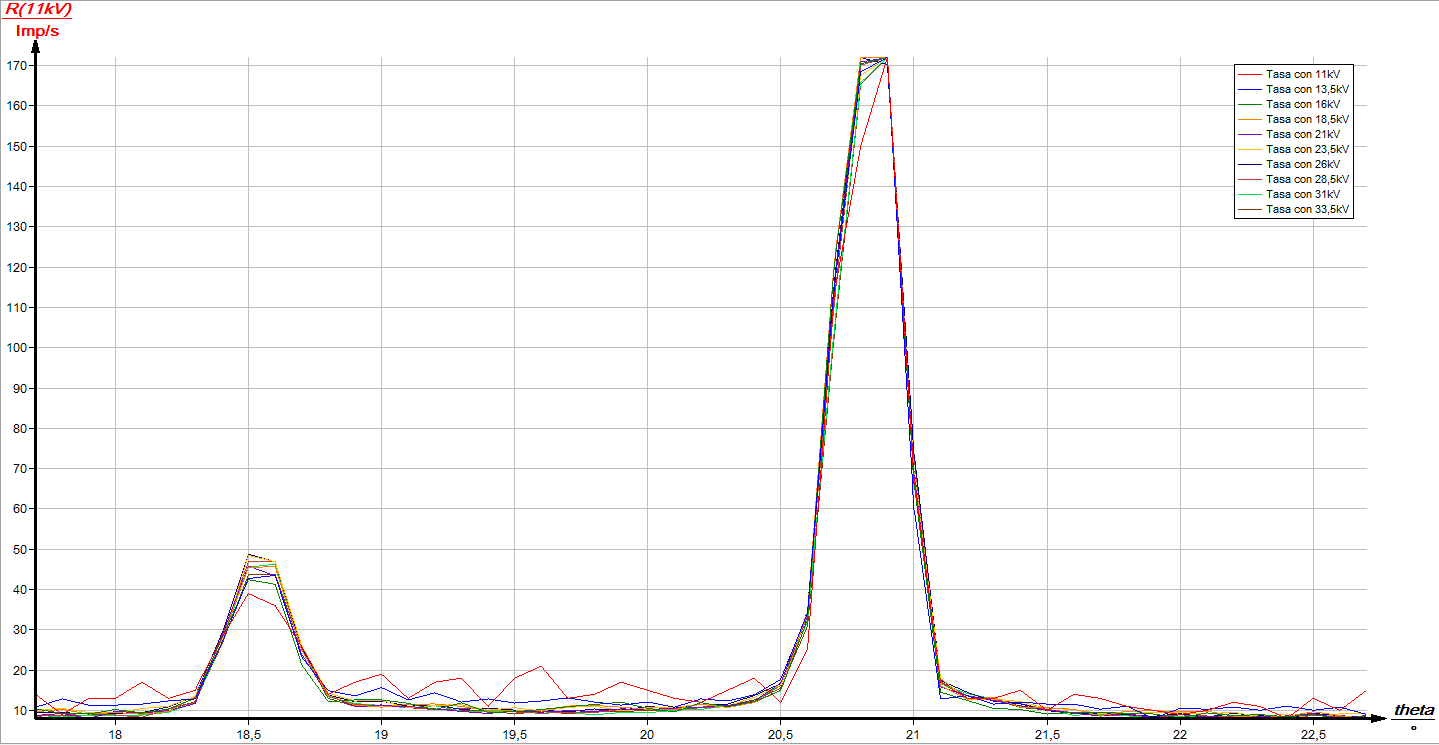 R(11kV)
Imp/s
170
160
150
140
130
120
110
100
90
80
70
60
50
40
30
20
10
Tasa con 11kV
Tasa con 13,5kV
Tasa con 16kV
Tasa con 18,5kV
Tasa con 21kV
Tasa con 23,5kV
Tasa con 26kV
Tasa con 28,5kV
Tasa con 31kV
Tasa con 33,5kV
18 18,5 19 19,5 20 20,5 21 21,5 22 22,5
theta
°